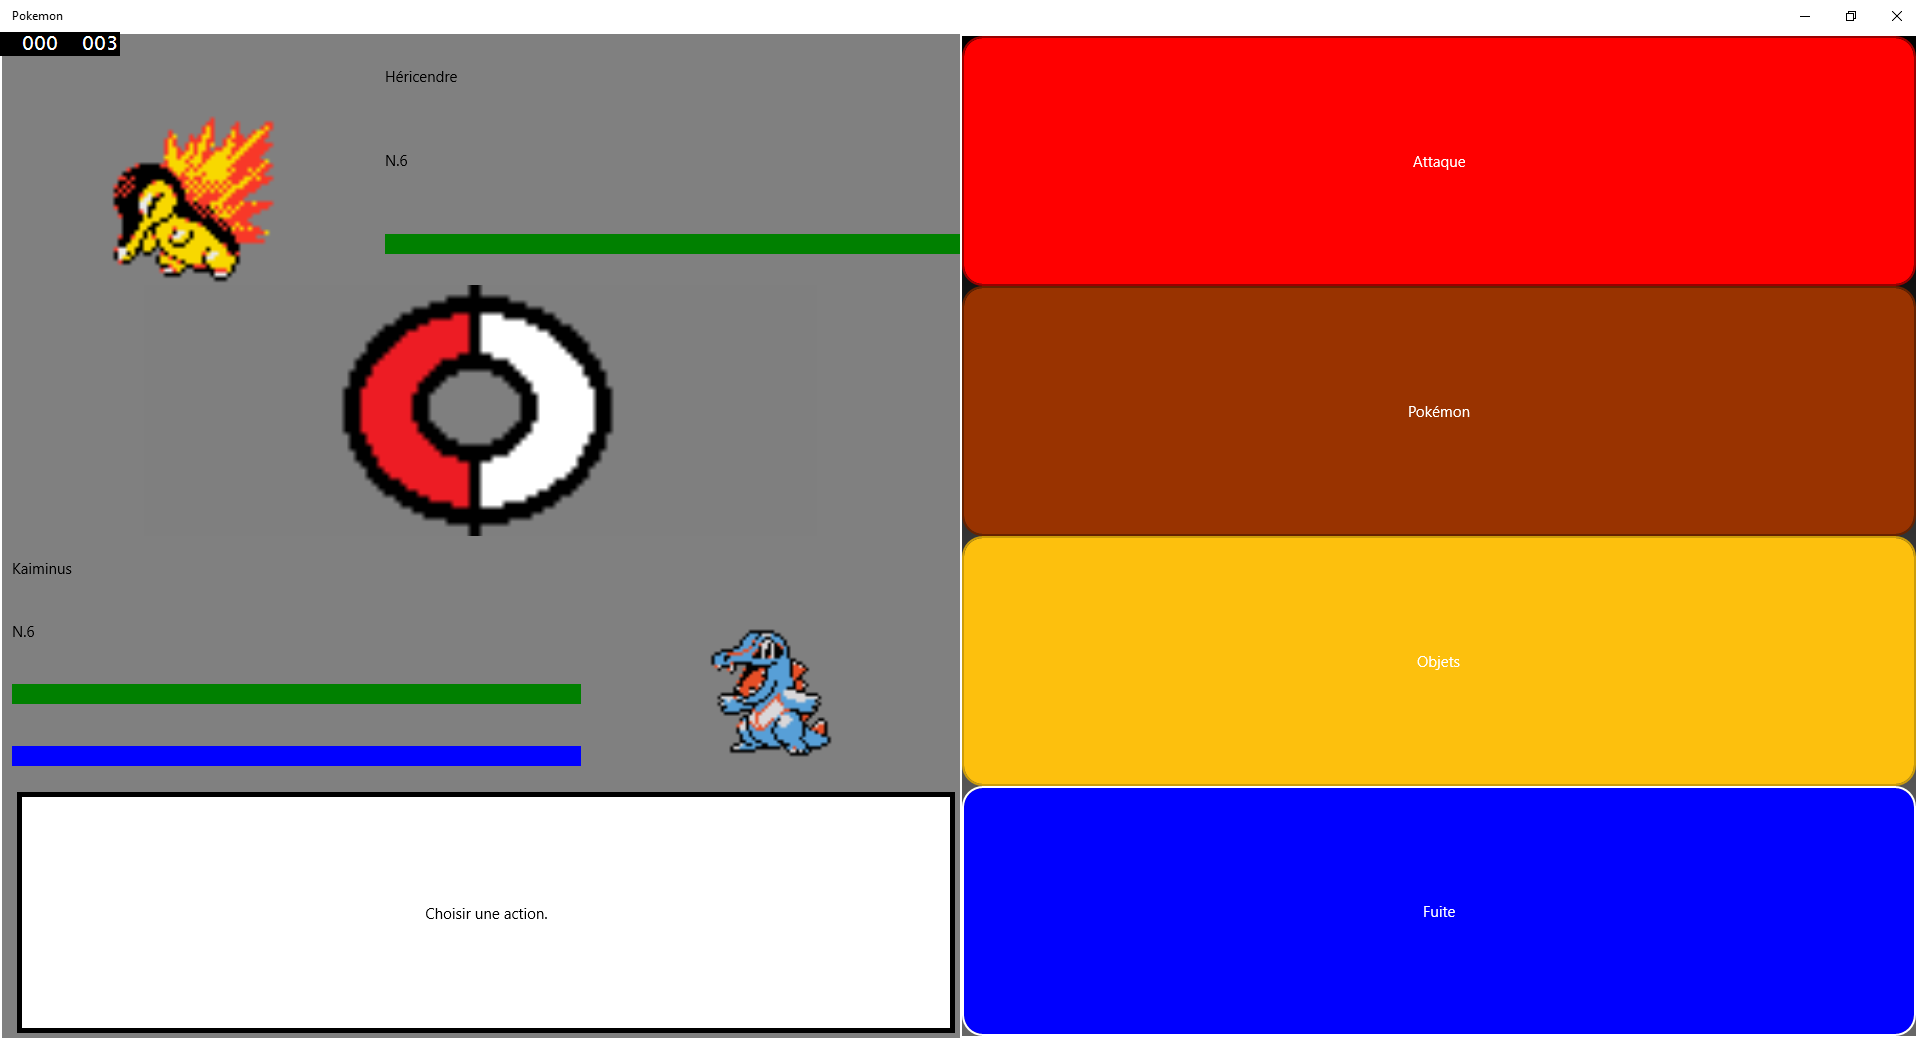 Pokemon
000 003
Héricendre
N.6
Kaiminus
N.6
Choisir une action.
Attaque
Pokémon
Objets
Fuite